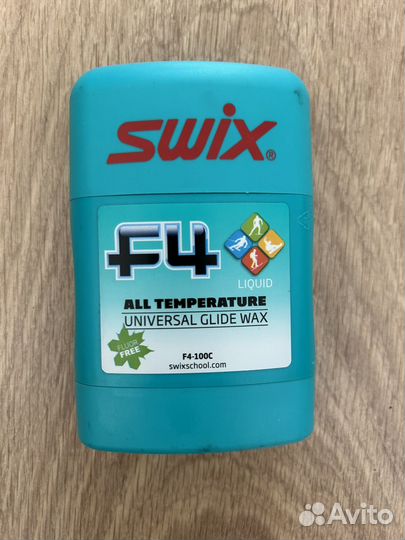 SWIX®
F4
LIQUID
ALL TEMPERATURE
UNIVERSAL GLIDE WAX
FLUOR
FREE
F4-100C
swixschool.com
Avito